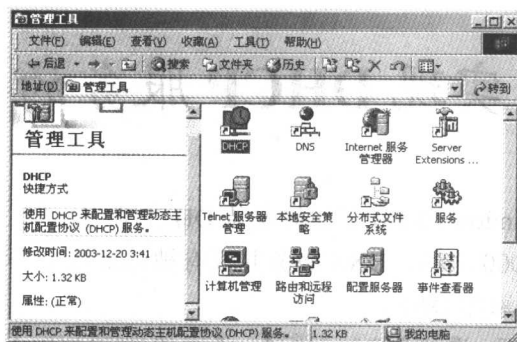 管理工具
文件(F) 编辑(E) 查看(V) 收藏(A) 工具(T) 帮助(H)
后退 搜索 文件夹 历史
地址(D) 管理工具 转到
管理工具
DHCP
快捷方式
使用 DHCP 来配置和管理动态主
机配置协议 (DHCP) 服务。
修改时间: 2003-12-20 3:41
大小: 1.32 KB
属性: (正常)
DHCP
DNS
Internet 服务
管理器
Server
Extensions ...
Telnet 服务器
管理
本地安全策
略
分布式文件
系统
服务
计算机管理
路由和远程
访问
配置服务器
事件查看器
使用 DHCP 来配置和管理动态主机配置协议 (DHCP) 服务。 1.32 KB 我的电脑